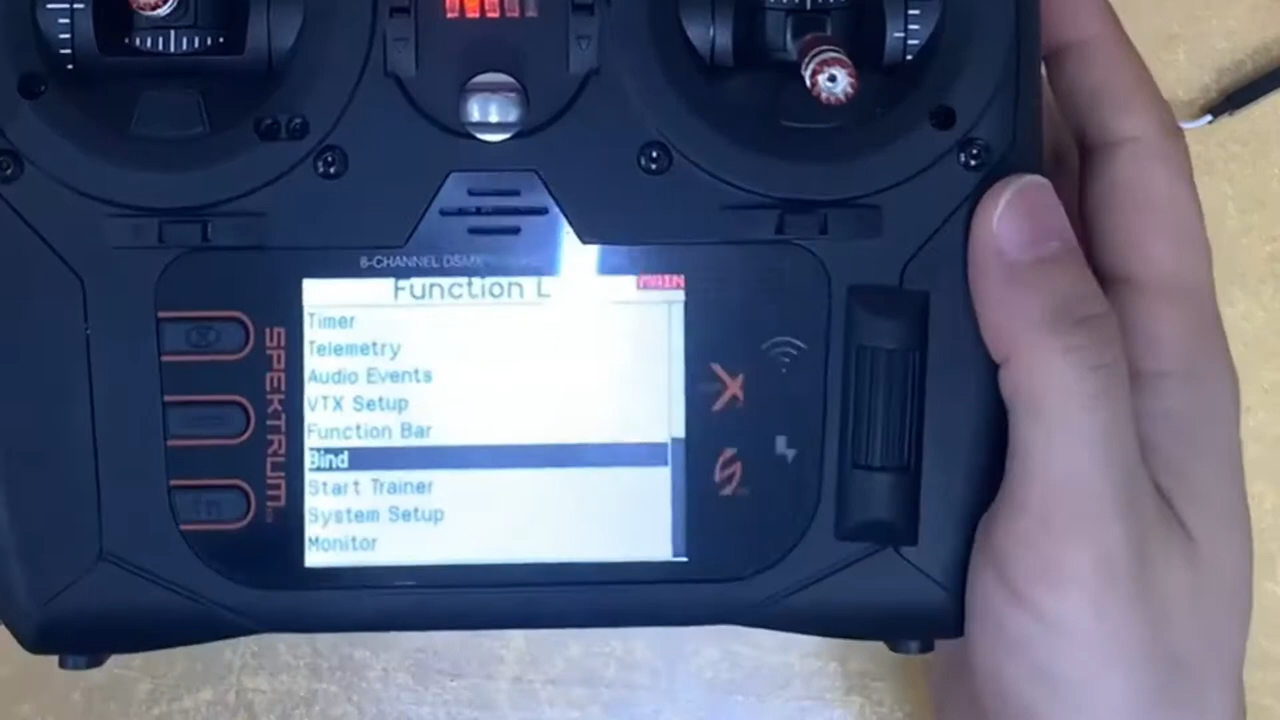 8-CHANNEL DSMX
Function L
MAIN
Timer
Telemetry
Audio Events
VTX Setup
Function Bar
Bind
Start Trainer
System Setup
Monitor
SPEKTRUM